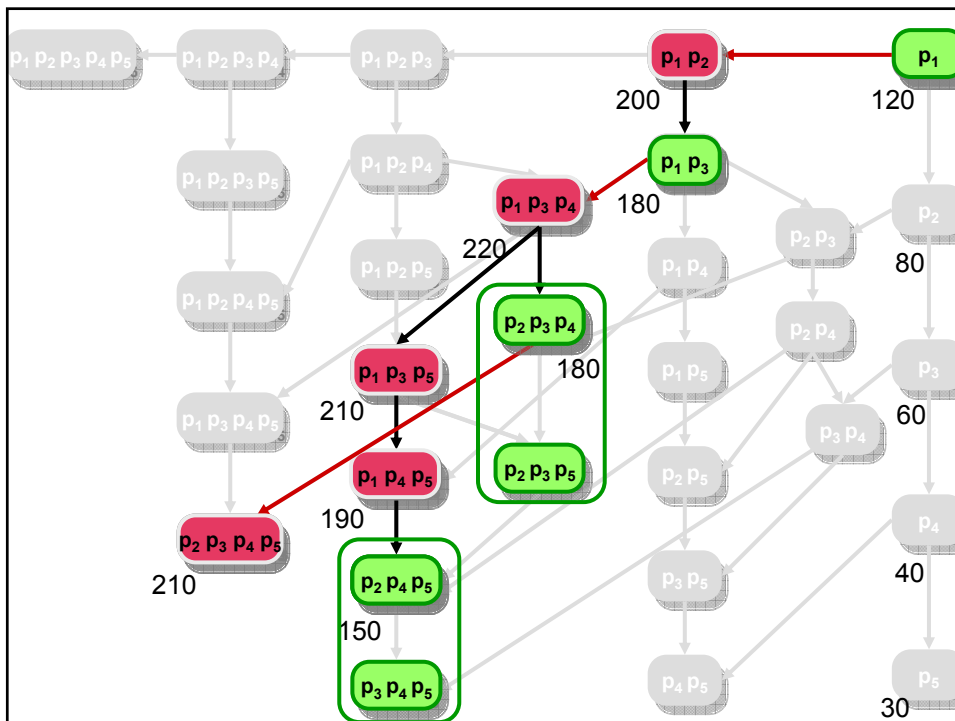 p1 p2 p3 p4 p5
p1 p2 p3 p4
p1 p2 p3
p1 p2
p1
200
120
p1 p2 p3 p5
p1 p2 p4
p1 p3
180
p1 p3 p4
220
p2 p3
p2
80
p1 p2 p4 p5
p1 p2 p5
p1 p4
p2 p3 p4
180
p2 p4
p1 p3 p5
210
p1 p5
p3
60
p1 p3 p4 p5
p3 p4
p1 p4 p5
190
p2 p3 p5
p2 p5
p2 p3 p4 p5
210
p4
40
p2 p4 p5
150
p3 p5
p3 p4 p5
p4 p5
p5
30